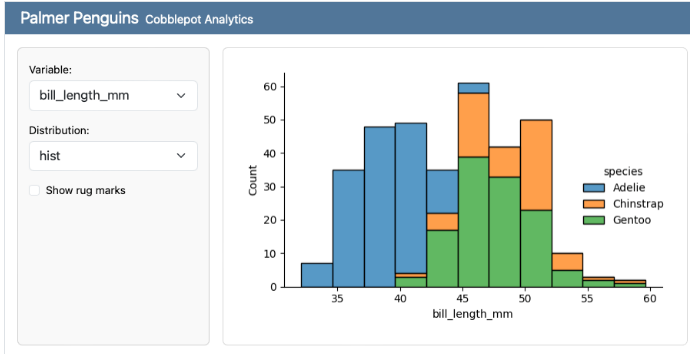 Palmer Penguins Cobblepot Analytics
Variable:
bill_length_mm
Distribution:
hist
Show rug marks
Count
60
50
40
30
20
10
0
35 40 45 50 55 60
bill_length_mm
species
Adelie
Chinstrap
Gentoo